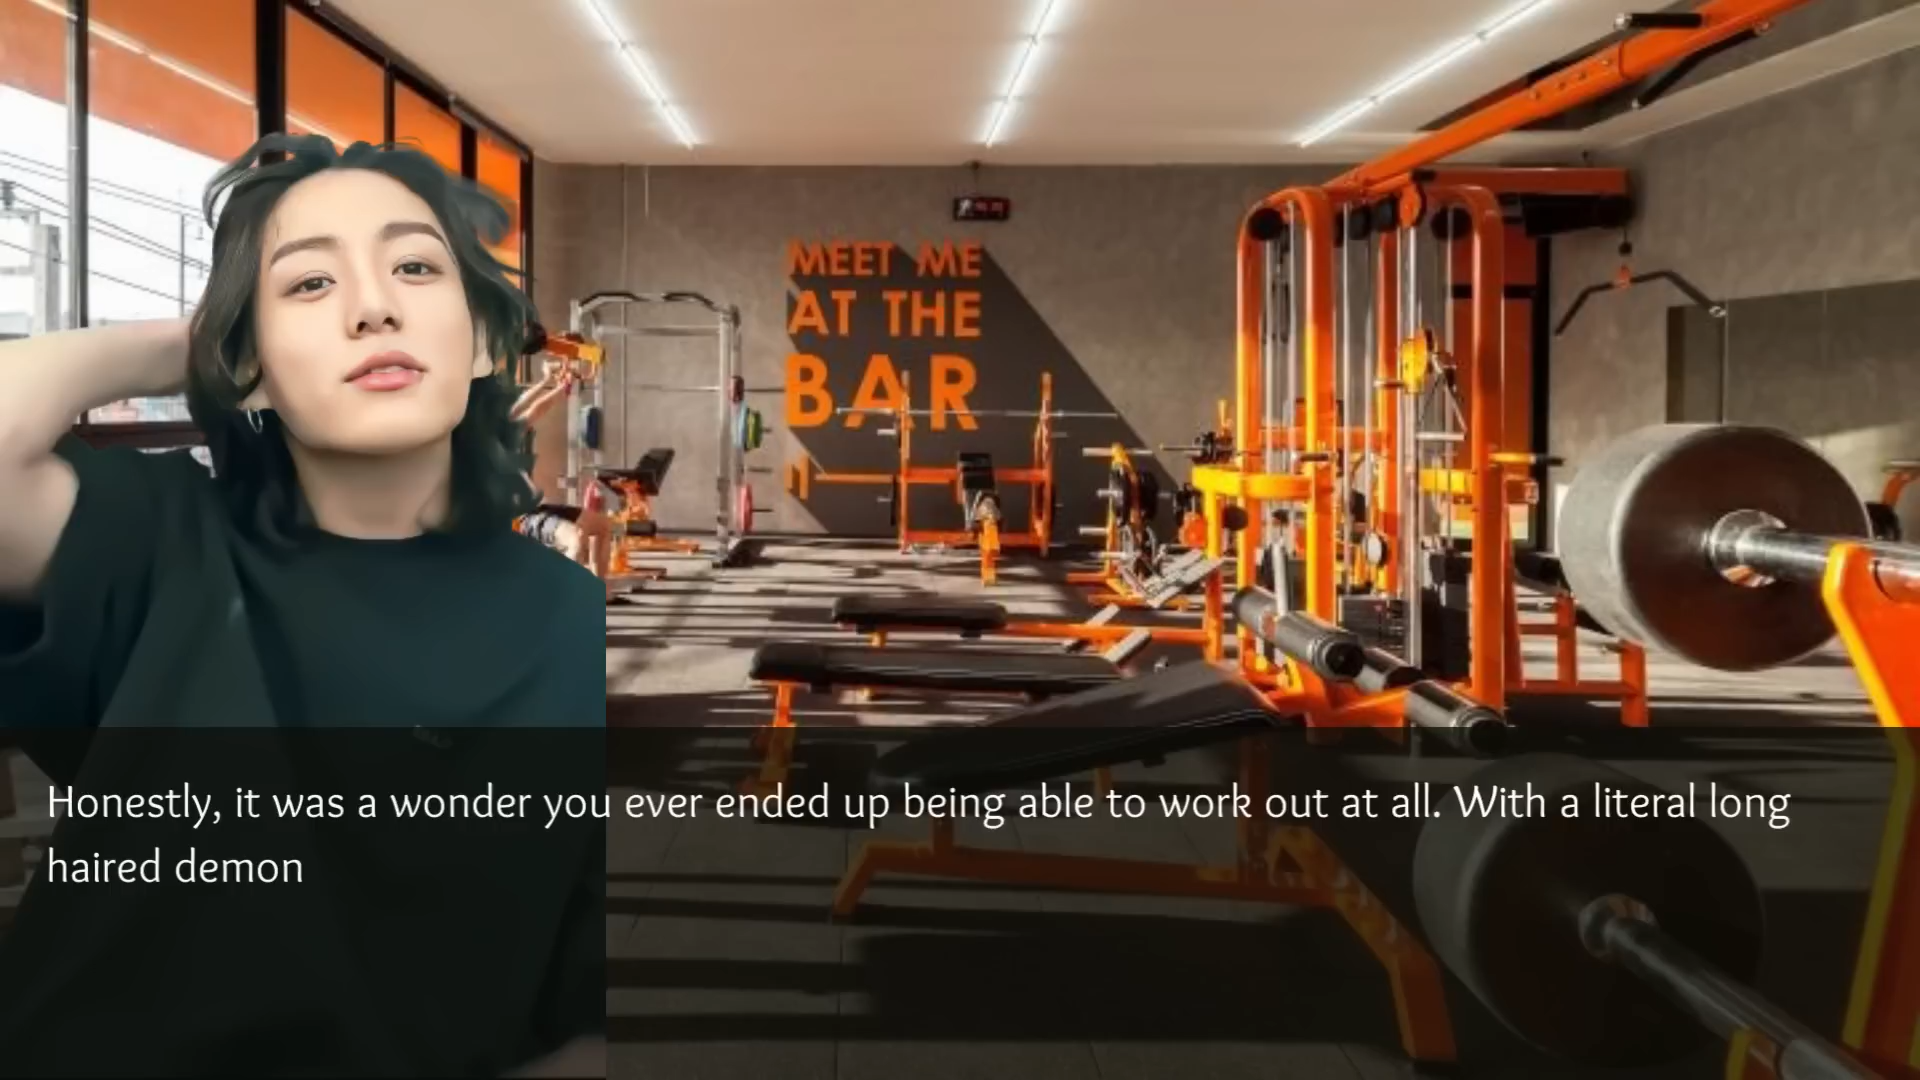 MEET ME
AT THE
BAR
Honestly, it was a wonder you ever ended up being able to work out at all. With a literal long
haired demon